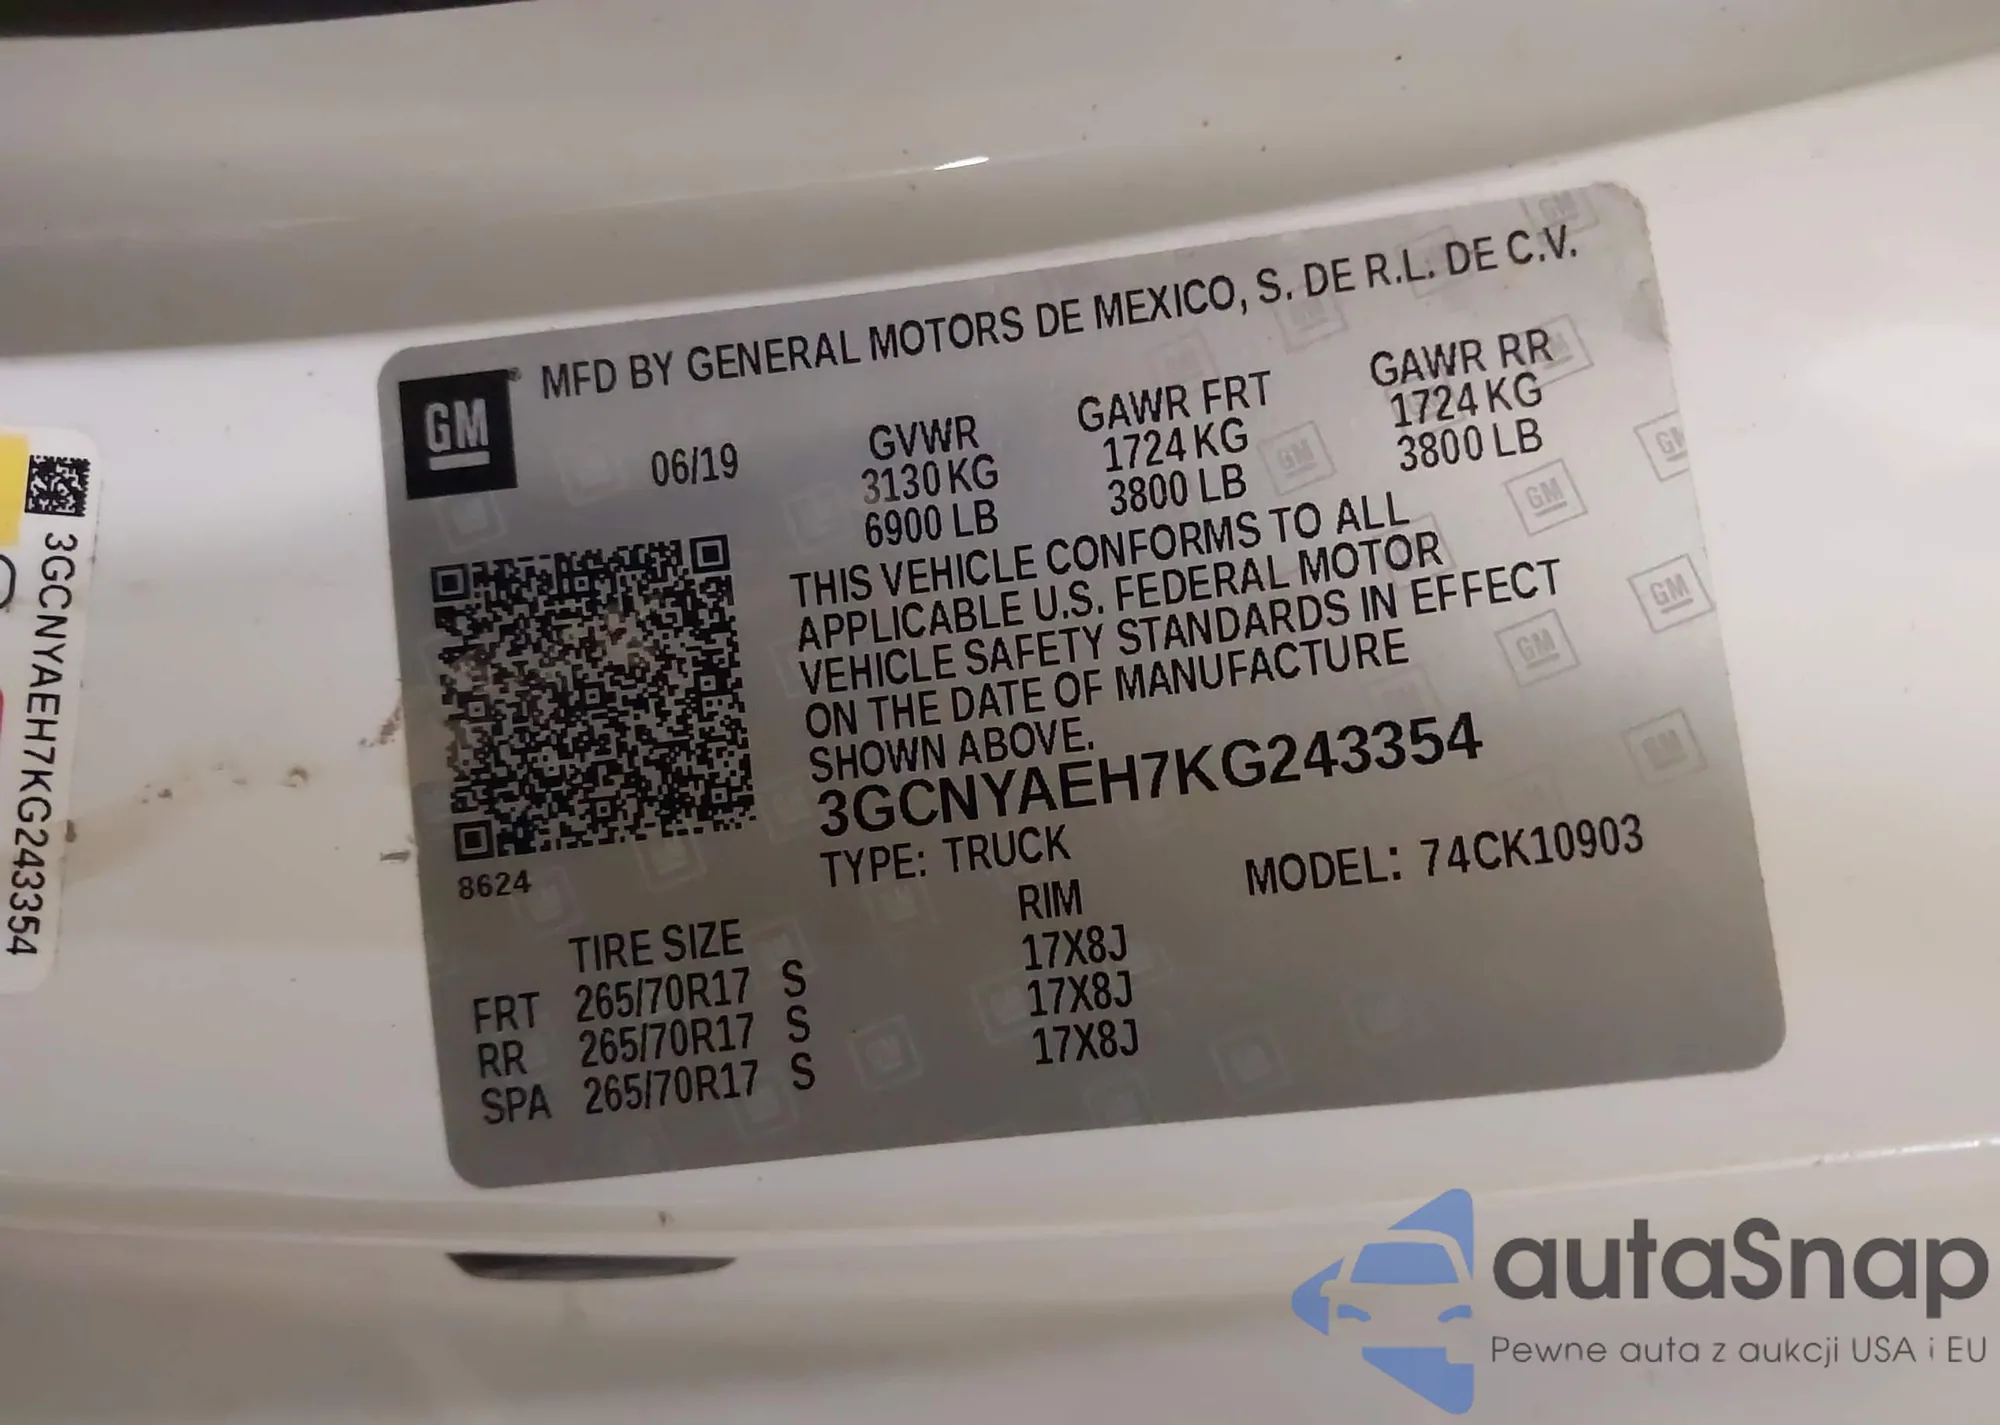 GM
MFD BY GENERAL MOTORS DE MEXICO, S. DE R.L. DE C.V.
06/19
GVWR
3130 KG
6900 LB
GAWR FRT
1724 KG
3800 LB
GAWR RR
1724 KG
3800 LB
THIS VEHICLE CONFORMS TO ALL
APPLICABLE U.S. FEDERAL MOTOR
VEHICLE SAFETY STANDARDS IN EFFECT
ON THE DATE OF MANUFACTURE
SHOWN ABOVE.
3GCNYAEH7KG243354
TYPE: TRUCK
MODEL: 74CK10903
8624
TIRE SIZE RIM
FRT 265/70R17 S 17X8J
RR 265/70R17 S 17X8J
SPA 265/70R17 S 17X8J
3GCNYAEH7KG243354
autaSnap
Pewne auta z aukcji USA i EU